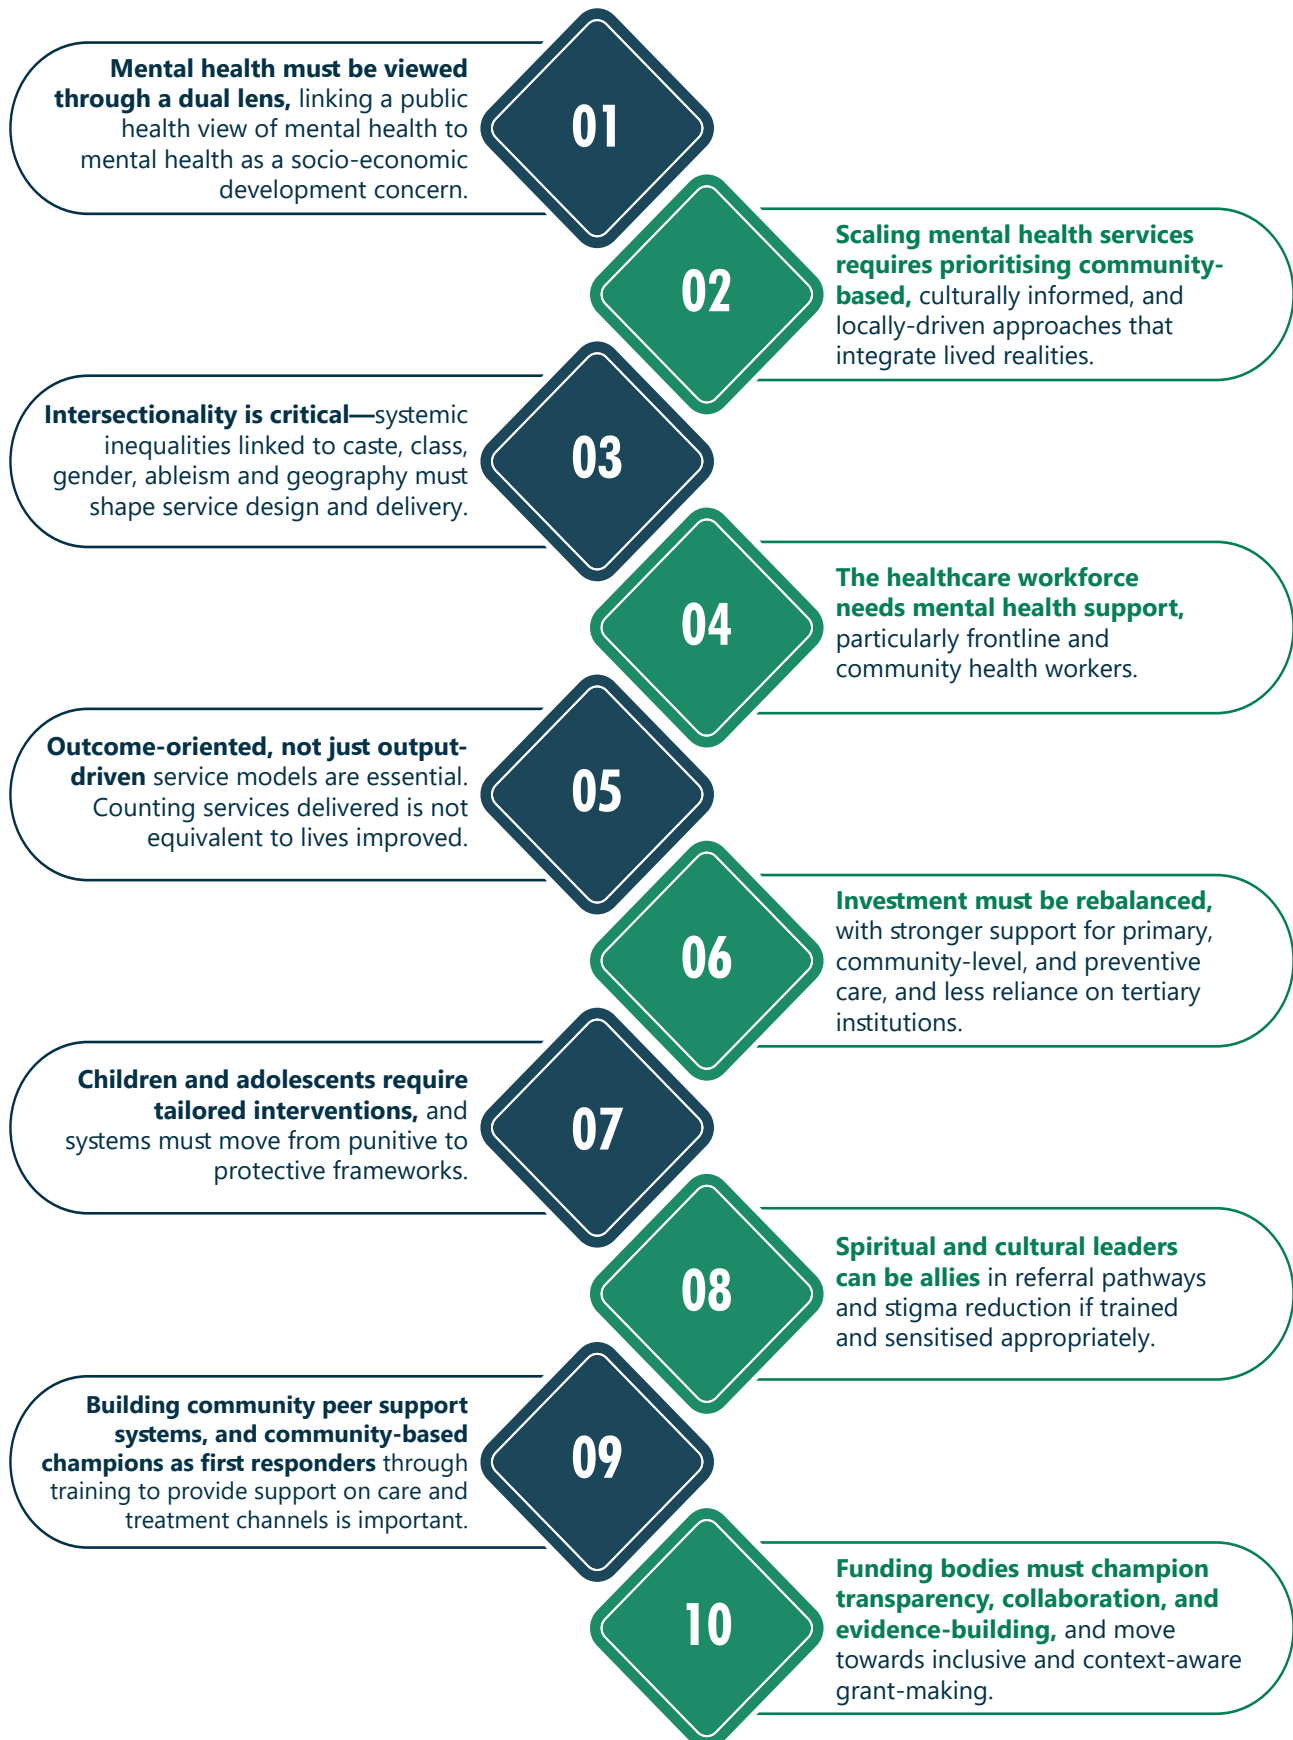 01
Mental health must be viewed
through a dual lens, linking a public
health view of mental health to
mental health as a socio-economic
development concern.
02
Scaling mental health services
requires prioritising community-
based, culturally informed, and
locally-driven approaches that
integrate lived realities.
03
Intersectionality is critical—systemic
inequalities linked to caste, class,
gender, ableism and geography must
shape service design and delivery.
04
The healthcare workforce
needs mental health support,
particularly frontline and
community health workers.
05
Outcome-oriented, not just output-
driven service models are essential.
Counting services delivered is not
equivalent to lives improved.
06
Investment must be rebalanced,
with stronger support for primary,
community-level, and preventive
care, and less reliance on tertiary
institutions.
07
Children and adolescents require
tailored interventions, and
systems must move from punitive to
protective frameworks.
08
Spiritual and cultural leaders
can be allies in referral pathways
and stigma reduction if trained
and sensitised appropriately.
09
Building community peer support
systems, and community-based
champions as first responders through
training to provide support on care and
treatment channels is important.
10
Funding bodies must champion
transparency, collaboration, and
evidence-building, and move
towards inclusive and context-aware
grant-making.